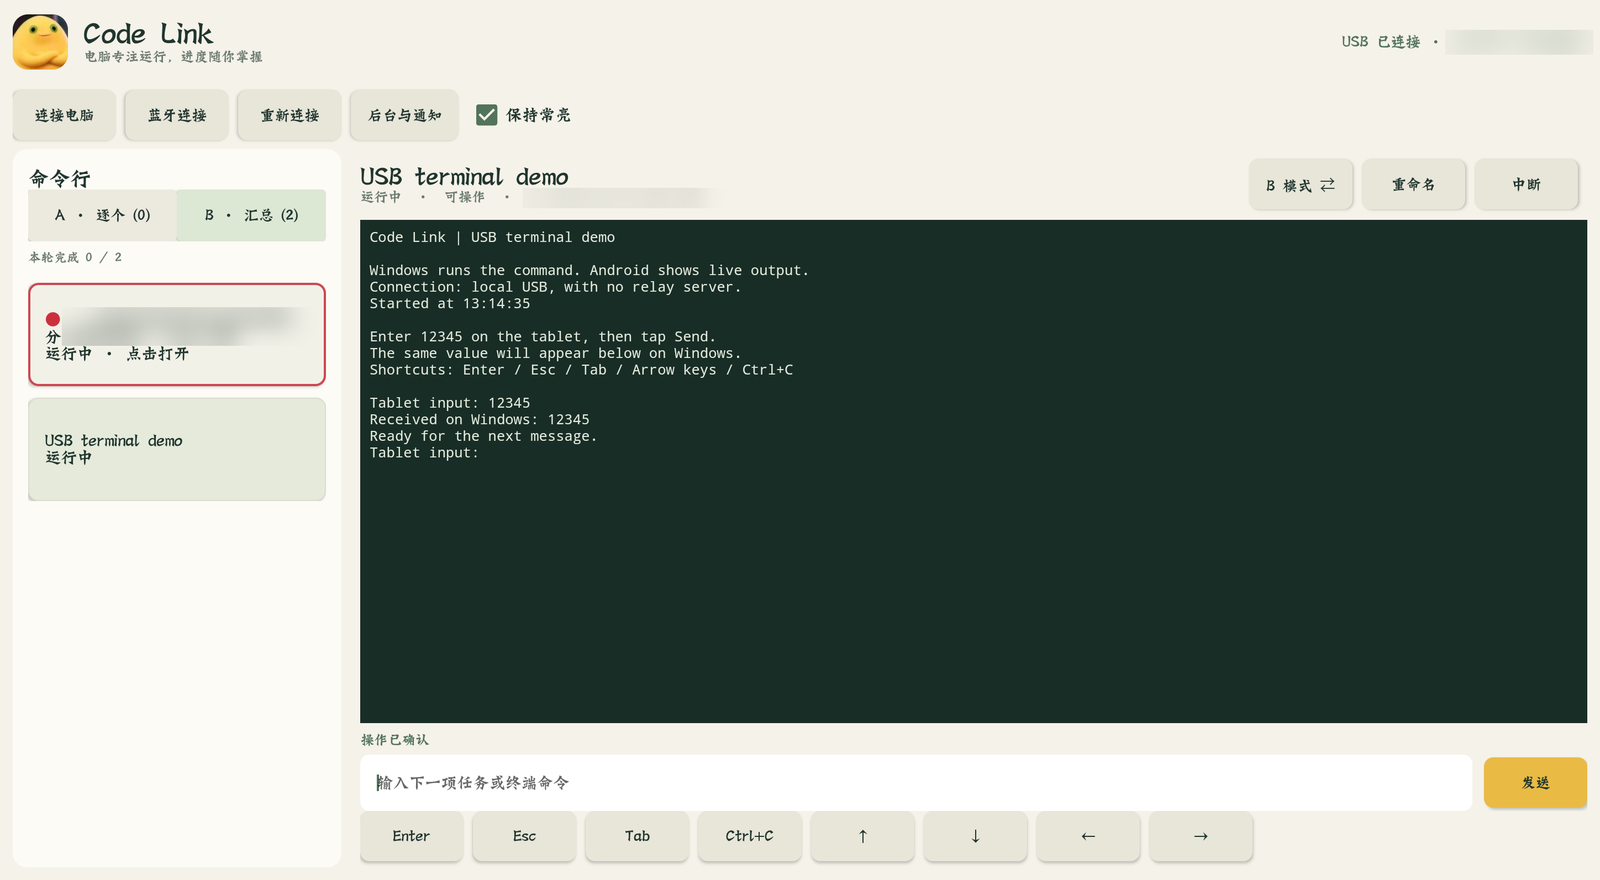 Code Link
电脑专注运行，进度随你掌握
USB 已连接 ·
连接电脑
蓝牙连接
重新连接
后台与通知
保持常亮
命令行
A · 逐个 (0)
B · 汇总 (2)
本轮完成 0 / 2
分
运行中 · 点击打开
USB terminal demo
运行中
USB terminal demo
运行中 · 可操作 ·
B 模式 ⇄
重命名
中断
Code Link | USB terminal demo
Windows runs the command. Android shows live output.
Connection: local USB, with no relay server.
Started at 13:14:35
Enter 12345 on the tablet, then tap Send.
The same value will appear below on Windows.
Shortcuts: Enter / Esc / Tab / Arrow keys / Ctrl+C
Tablet input: 12345
Received on Windows: 12345
Ready for the next message.
Tablet input:
操作已确认
输入下一项任务或终端命令
发送
Enter
Esc
Tab
Ctrl+C
↑
↓
←
→